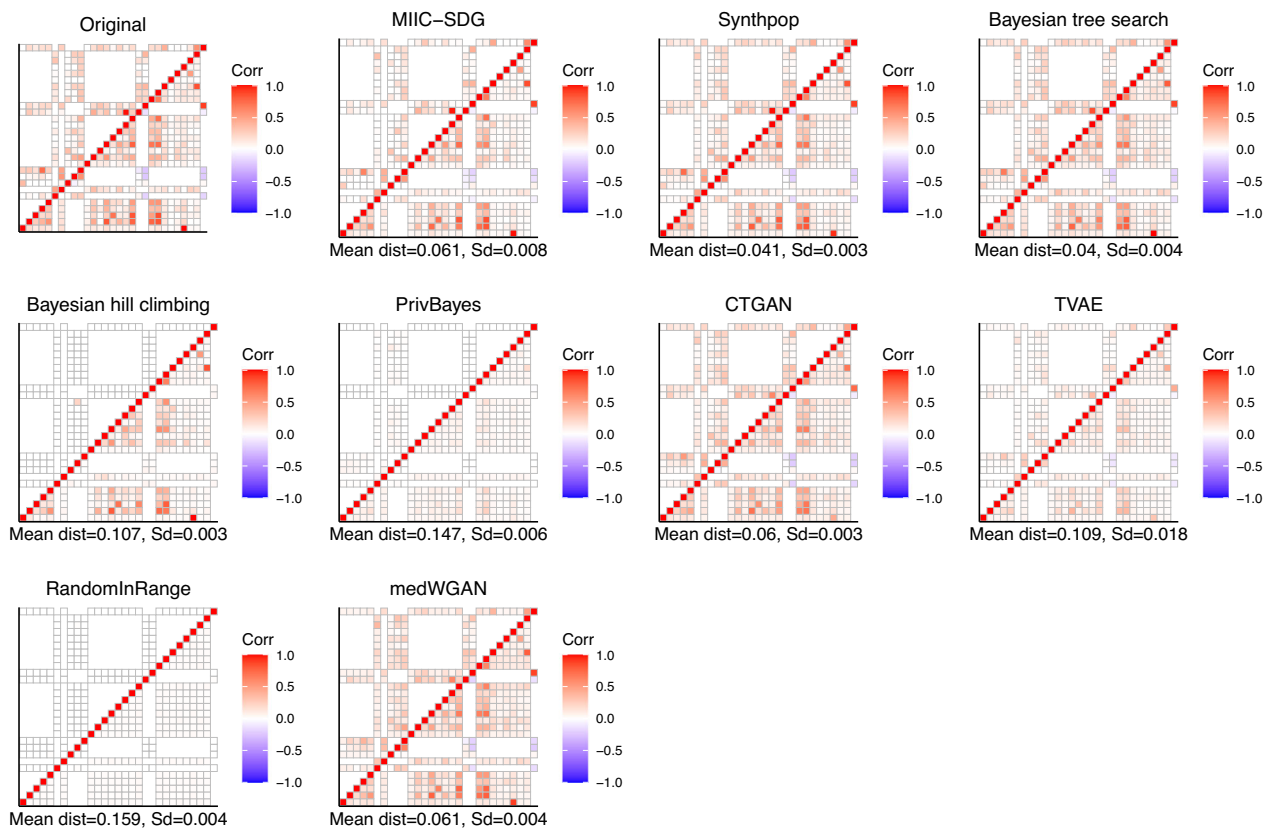 Original
Corr
1.0
0.5
0.0
−0.5
−1.0
MIIC−SDG
Corr
1.0
0.5
0.0
−0.5
−1.0
Mean dist=0.061, Sd=0.008
Synthpop
Corr
1.0
0.5
0.0
−0.5
−1.0
Mean dist=0.041, Sd=0.003
Bayesian tree search
Corr
1.0
0.5
0.0
−0.5
−1.0
Mean dist=0.04, Sd=0.004
Bayesian hill climbing
Corr
1.0
0.5
0.0
−0.5
−1.0
Mean dist=0.107, Sd=0.003
PrivBayes
Corr
1.0
0.5
0.0
−0.5
−1.0
Mean dist=0.147, Sd=0.006
CTGAN
Corr
1.0
0.5
0.0
−0.5
−1.0
Mean dist=0.06, Sd=0.003
TVAE
Corr
1.0
0.5
0.0
−0.5
−1.0
Mean dist=0.109, Sd=0.018
RandomInRange
Corr
1.0
0.5
0.0
−0.5
−1.0
Mean dist=0.159, Sd=0.004
medWGAN
Corr
1.0
0.5
0.0
−0.5
−1.0
Mean dist=0.061, Sd=0.004